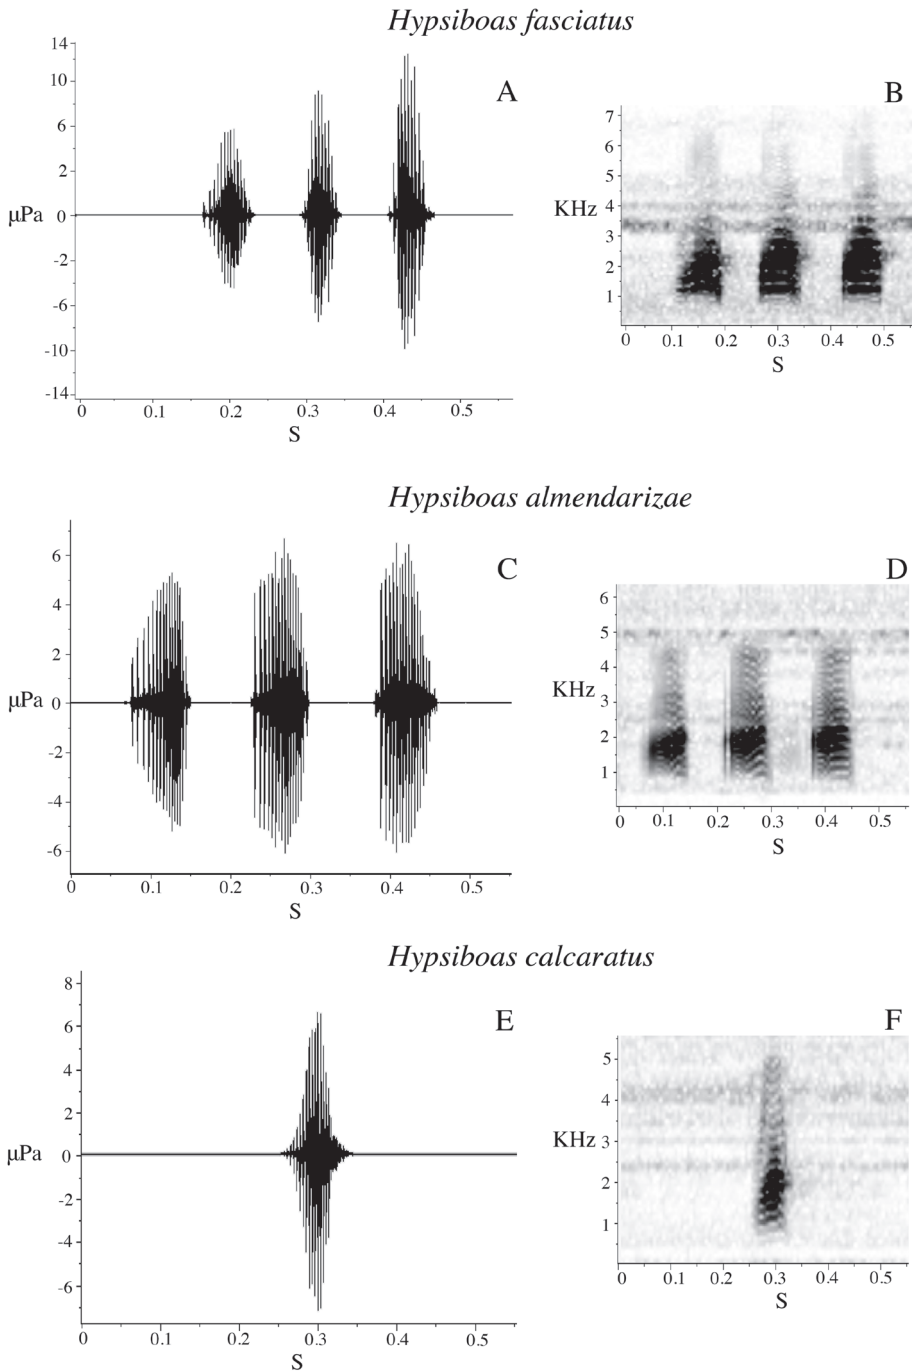 Hypsiboas fasciatus
A
14
10
6
2
μPa 0
-2
-6
-10
-14
0 0.1 0.2 0.3 0.4 0.5
S
B
7
6
5
KHz 4
3
2
1
0 0.1 0.2 0.3 0.4 0.5
S
Hypsiboas almendarizae
C
6
4
2
μPa 0
-2
-4
-6
0 0.1 0.2 0.3 0.4 0.5
S
D
6
5
4
KHz 3
2
1
0 0.1 0.2 0.3 0.4 0.5
S
Hypsiboas calcaratus
E
8
6
4
2
μPa 0
-2
-4
-6
0 0.1 0.2 0.3 0.4 0.5
S
F
5
4
KHz 3
2
1
0 0.1 0.2 0.3 0.4 0.5
S